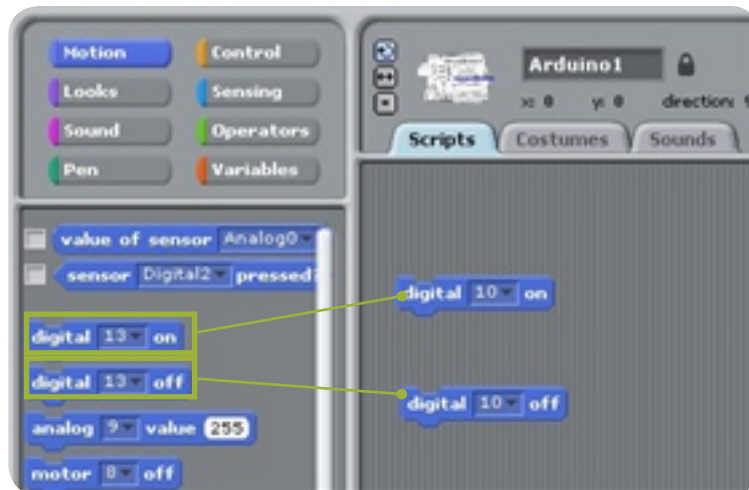 Motion Control
Looks Sensing
Sound Operators
Pen Variables
value of sensor Analog0
sensor Digital2 pressed?
digital 13 on
digital 13 off
analog 9 value 255
motor 8 off
Arduino1
x: 0 y: 0 direction:
Scripts Costumes Sounds
digital 10 on
digital 10 off